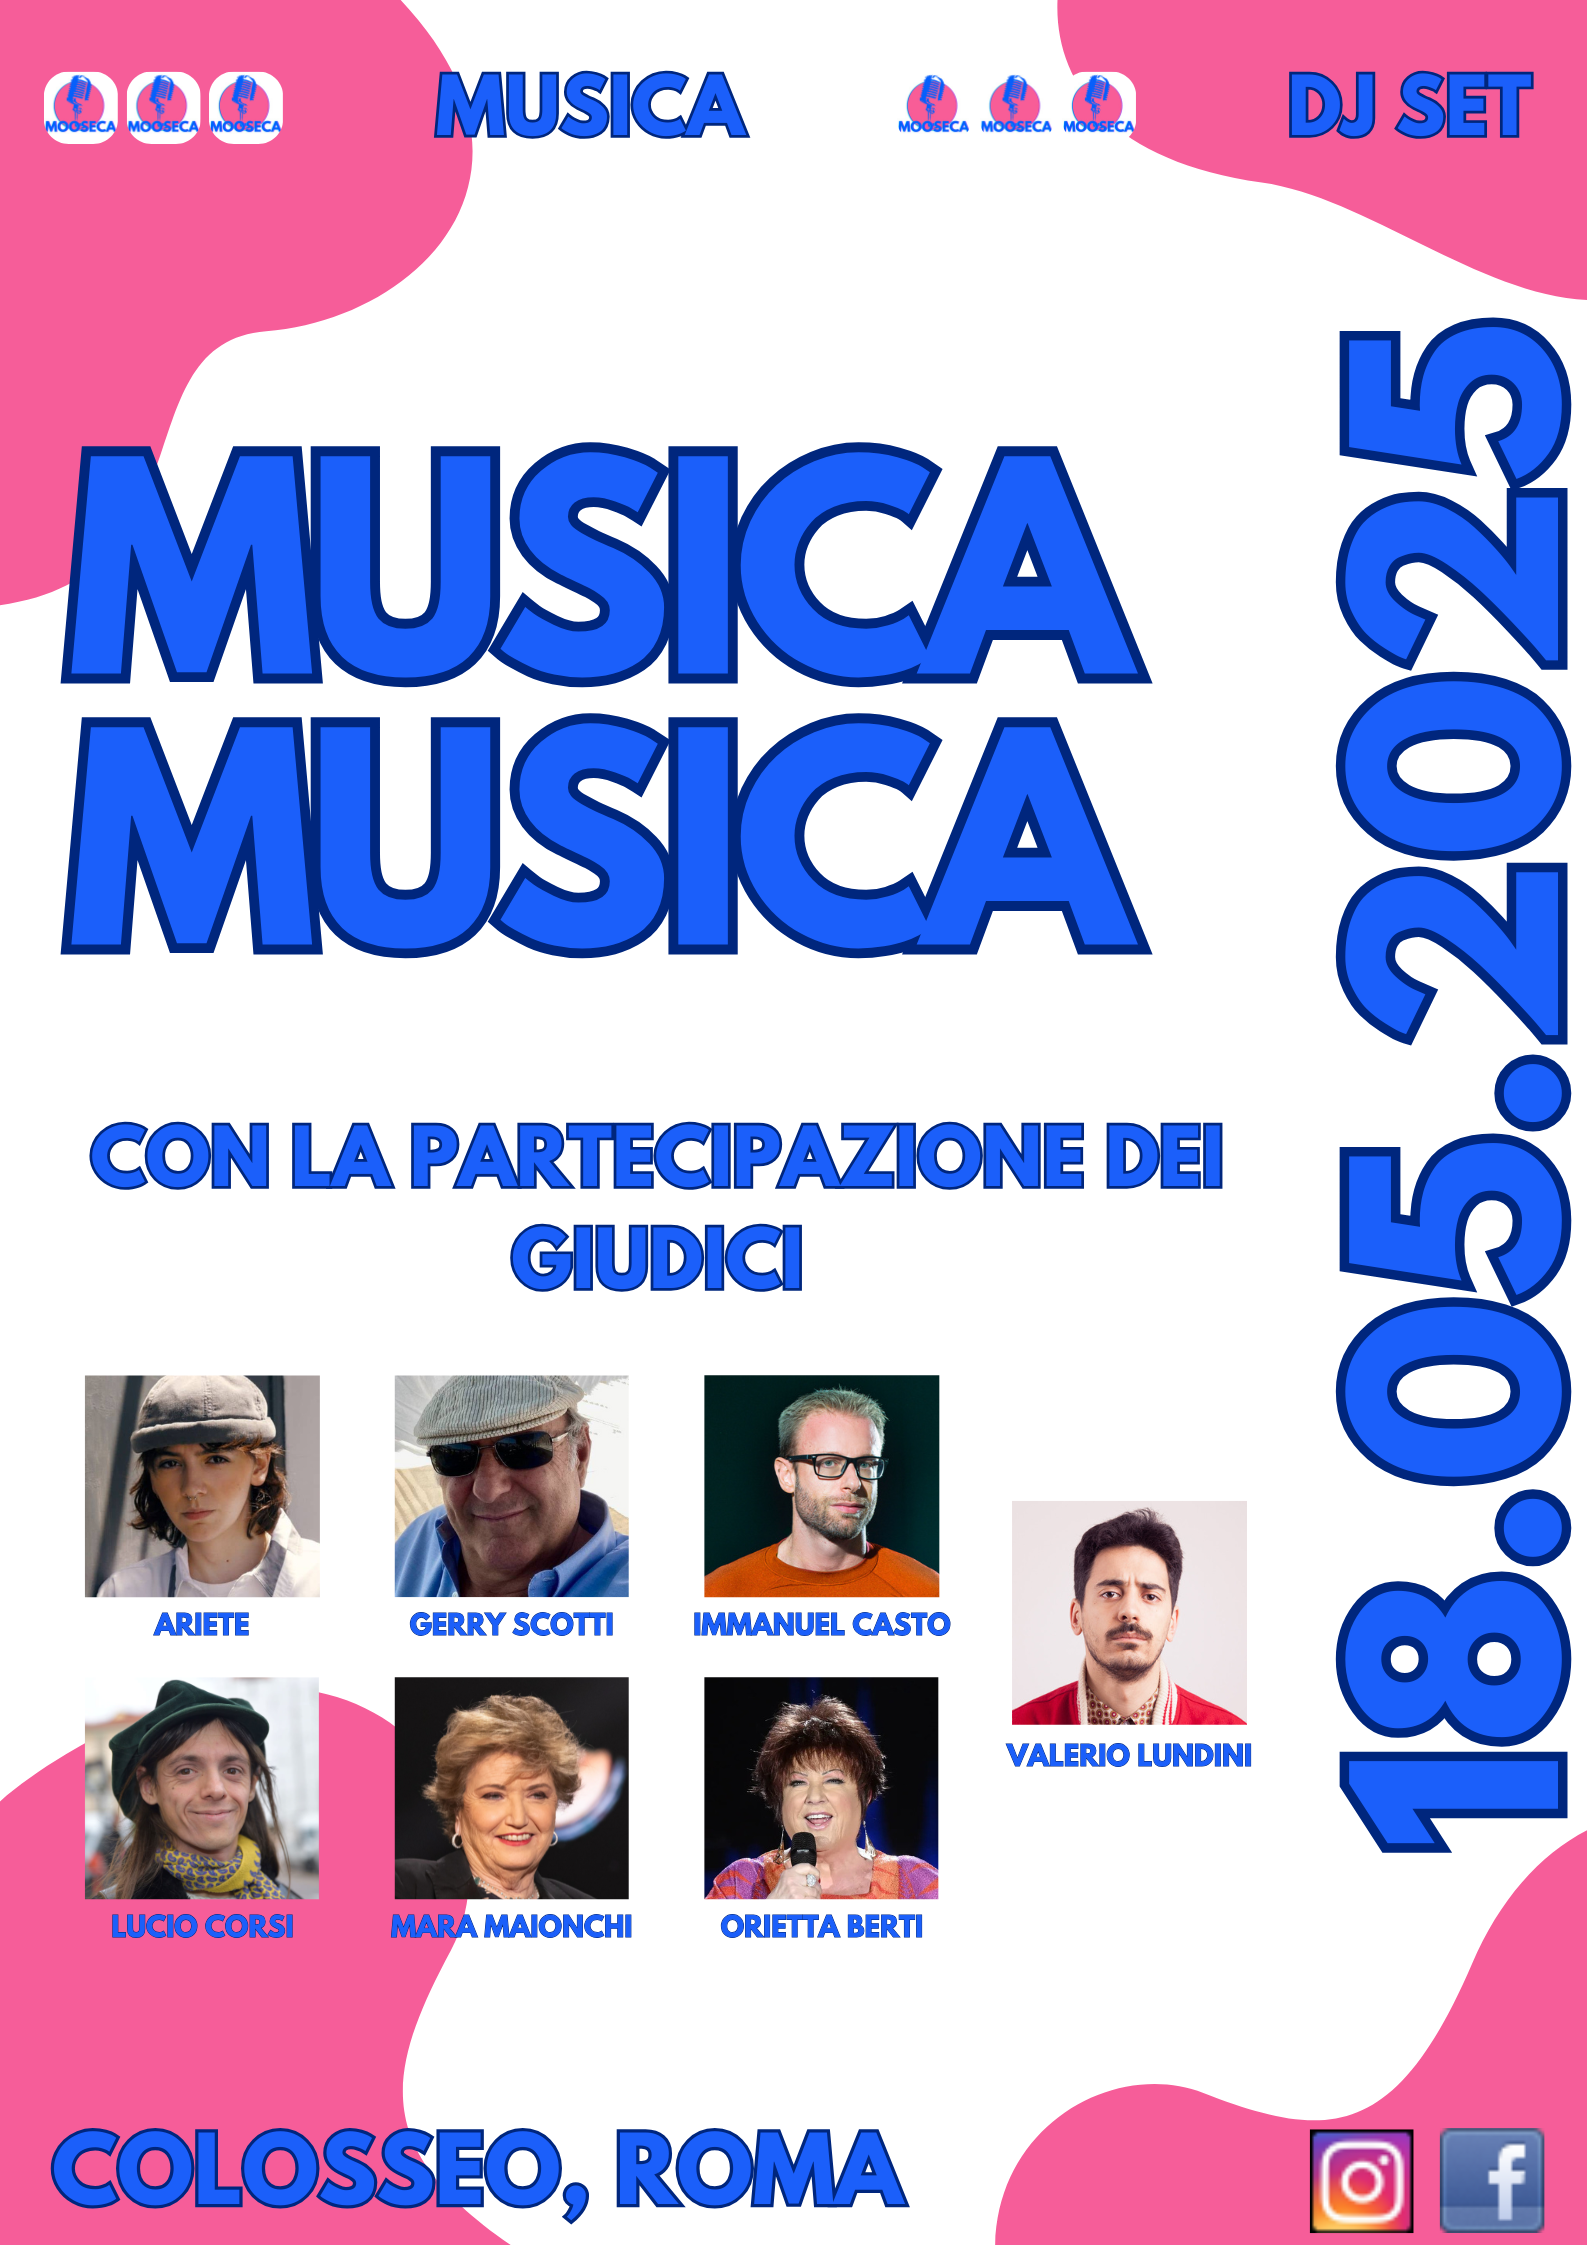 MOOSECA MOOSECA MOOSECA
MUSICA
MOOSECA MOOSECA MOOSECA
DJ SET
MUSICA
MUSICA
18.05.2025
CON LA PARTECIPAZIONE DEI
GIUDICI
ARIETE
GERRY SCOTTI
IMMANUEL CASTO
VALERIO LUNDINI
LUCIO CORSI
MARA MAIONCHI
ORIETTA BERTI
COLOSSEO, ROMA
f